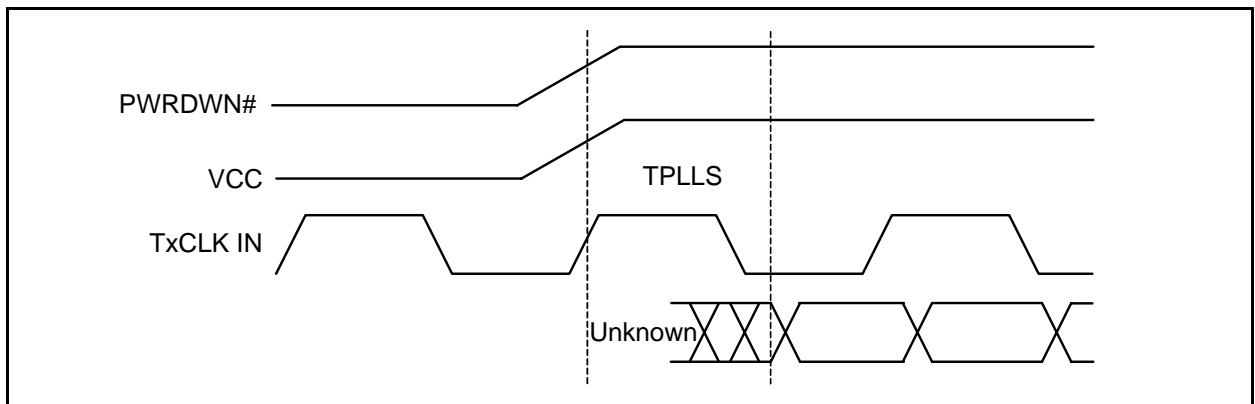 PWRDWN#
VCC
TPLLS
TxCLK IN
Unknown